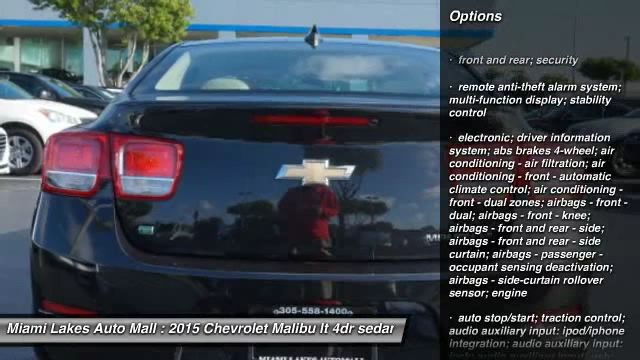 Options
· front and rear; security
· remote anti-theft alarm system;
multi-function display; stability
control
· electronic; driver information
system; abs brakes 4-wheel; air
conditioning - air filtration; air
conditioning - front - automatic
climate control; air conditioning -
front - dual zones; airbags - front -
dual; airbags - front - knee;
airbags - front and rear - side;
airbags - front and rear - side
curtain; airbags - passenger -
occupant sensing deactivation;
airbags - side-curtain rollover
sensor; engine
· auto stop/start; traction control;
audio auxiliary input: ipod/iphone
integration; audio auxiliary input:
305-558-1400
Miami Lakes Auto Mall : 2015 Chevrolet Malibu lt 4dr sedan
MIAMI LAKES AUTOMALL